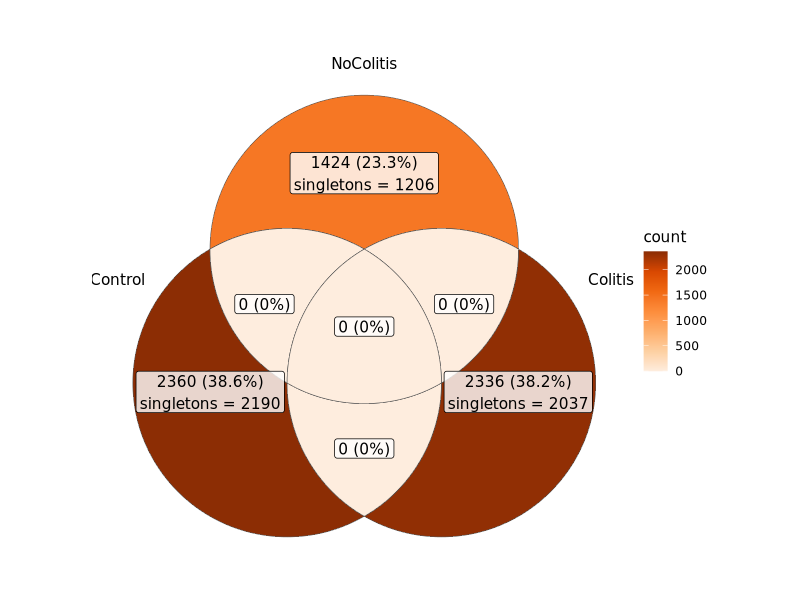 NoColitis
1424 (23.3%)
singletons = 1206
Control
Colitis
0 (0%)
0 (0%)
0 (0%)
2360 (38.6%)
singletons = 2190
2336 (38.2%)
singletons = 2037
0 (0%)
count
2000
1500
1000
500
0